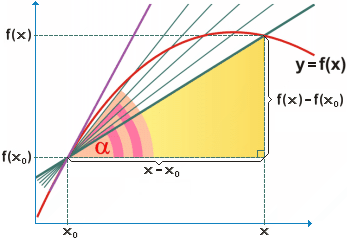 f(x)
y=f(x)
f(x)–f(x₀)
α
f(x₀)
x–x₀
x₀
x